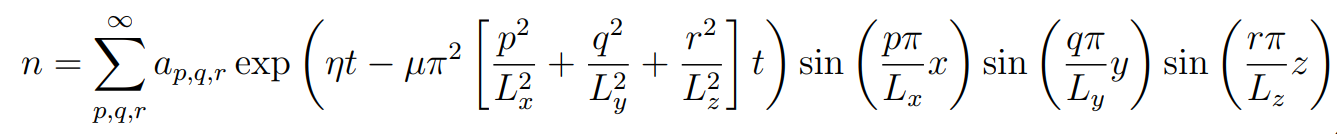 n = \sum_{p,q,r}^{\infty} a_{p,q,r} \exp\left(\eta t - \mu\pi^2 \left[\frac{p^2}{L_x^2} + \frac{q^2}{L_y^2} + \frac{r^2}{L_z^2}\right] t\right) \sin\left(\frac{p\pi}{L_x}x\right) \sin\left(\frac{q\pi}{L_y}y\right) \sin\left(\frac{r\pi}{L_z}z\right)